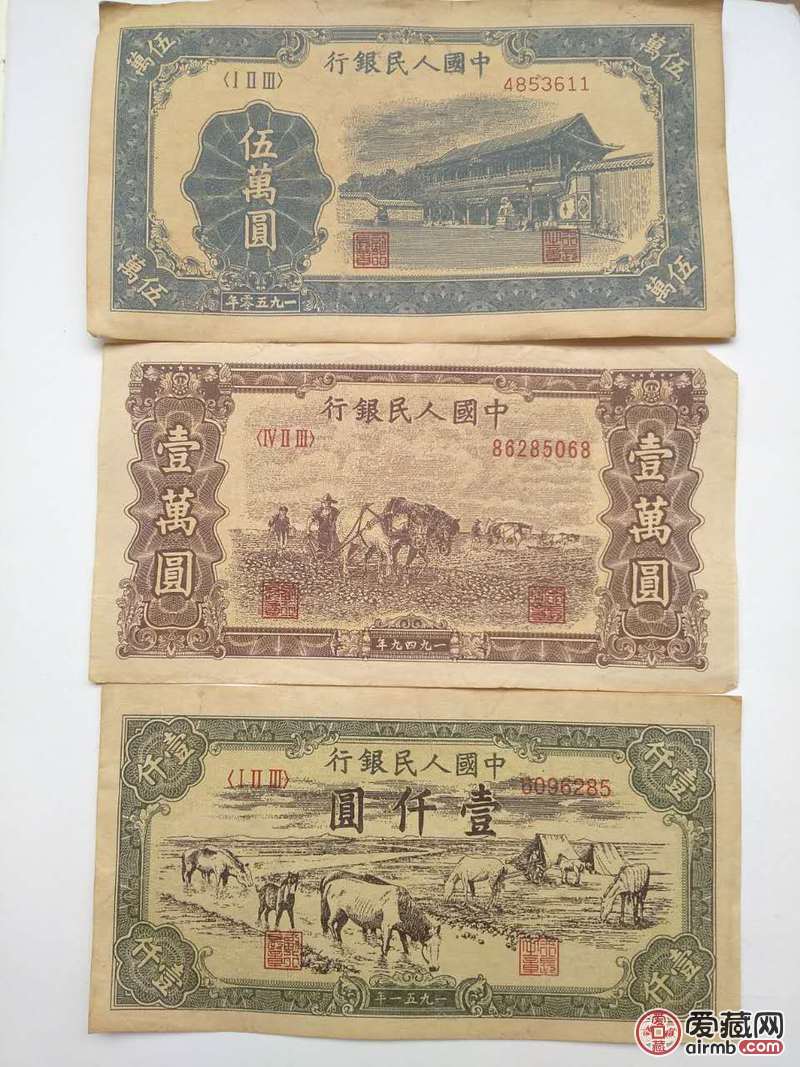 伍萬
伍萬
中國人民銀行
〈I II III〉
4853611
伍萬圓
伍萬
伍萬
一九五零年
中國人民銀行
〈IV II III〉
86285068
壹萬圓
壹萬圓
一九四九年
壹仟
壹仟
中國人民銀行
〈I II III〉
6096285
壹仟圓
壹仟
壹仟
一九五一年
爱藏网
airmb.com